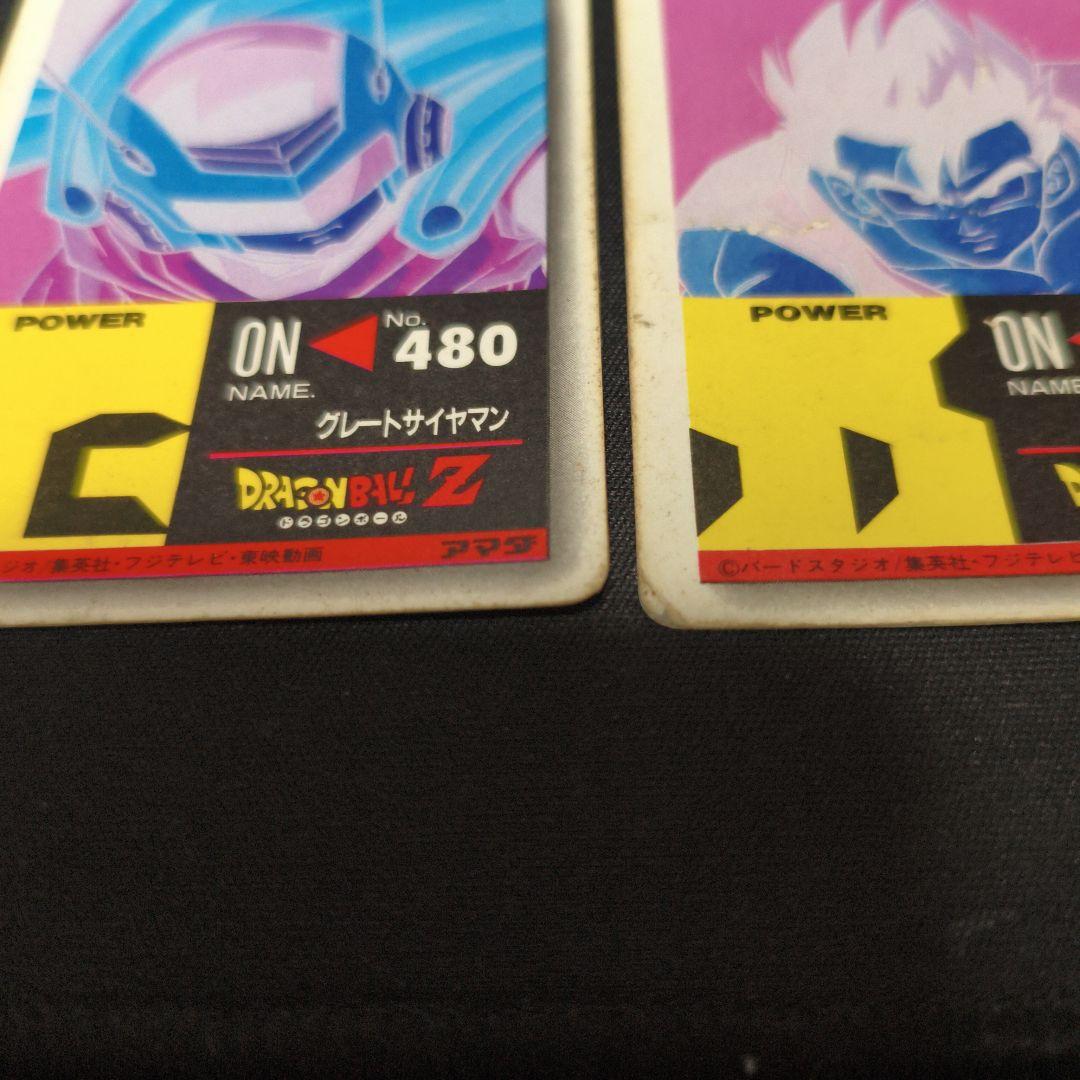 POWER
ON
No.
480
NAME.
グレートサイヤマン
DRAGON BALL Z
ドラゴンボール
ジオ/集英社・フジテレビ・東映動画
アマダ
POWER
ON
NAME
©バードスタジオ/集英社・フジテレビ